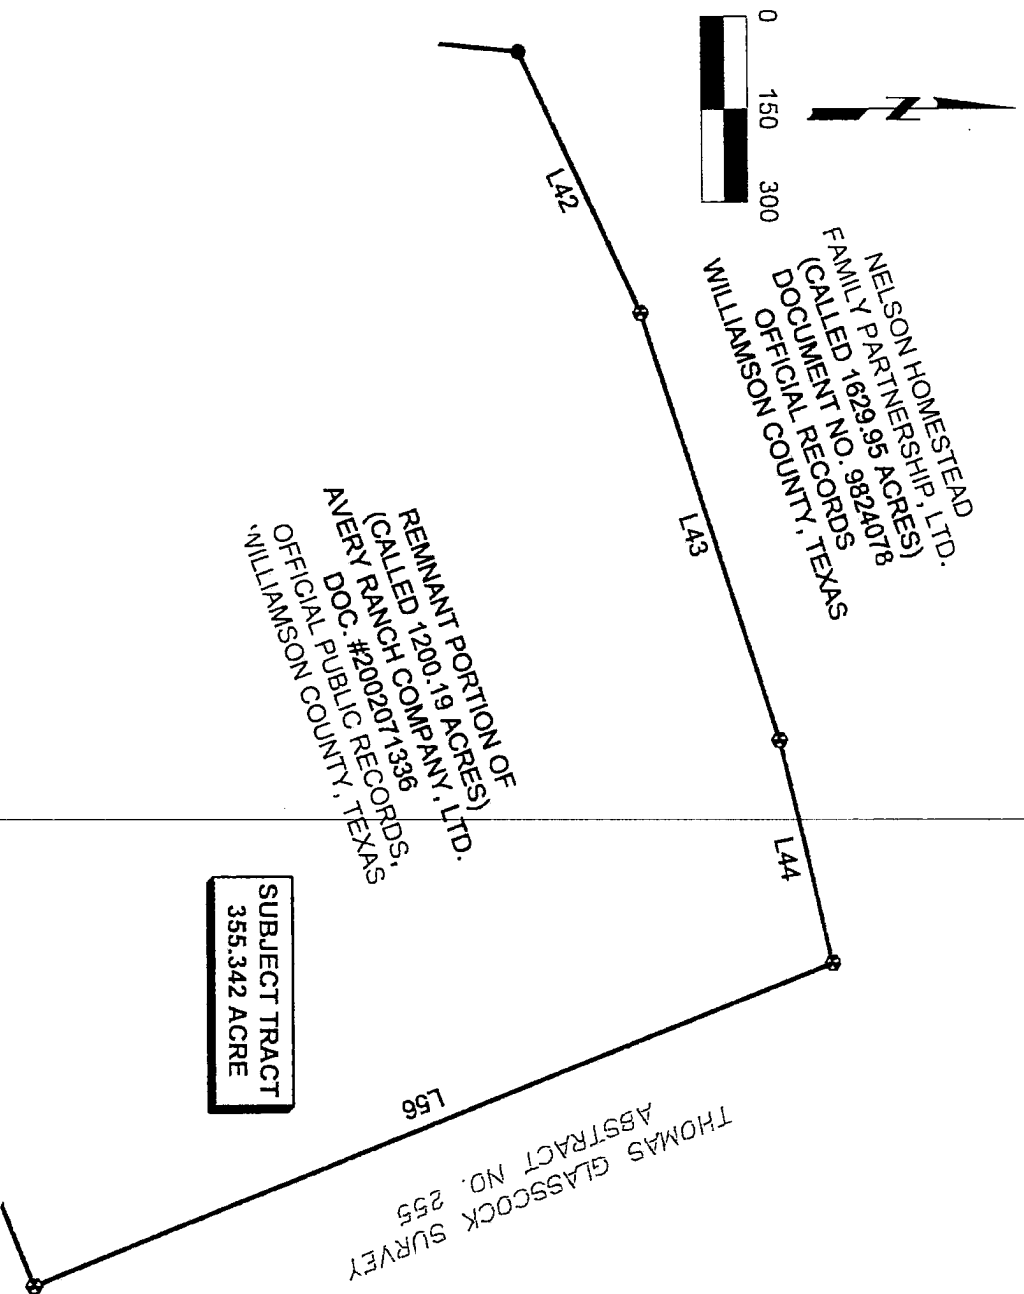 0 150 300
N
NELSON HOMESTEAD
FAMILY PARTNERSHIP, LTD.
(CALLED 1629.95 ACRES)
DOCUMENT NO. 9824078
OFFICIAL RECORDS
WILLIAMSON COUNTY, TEXAS
L42
L43
L44
REMNANT PORTION OF
(CALLED 1200.19 ACRES)
AVERY RANCH COMPANY, LTD.
DOC. #2002071336
OFFICIAL PUBLIC RECORDS,
WILLIAMSON COUNTY, TEXAS
SUBJECT TRACT
355.342 ACRE
L56
THOMAS GLASSCOCK SURVEY
ABSTRACT NO. 255